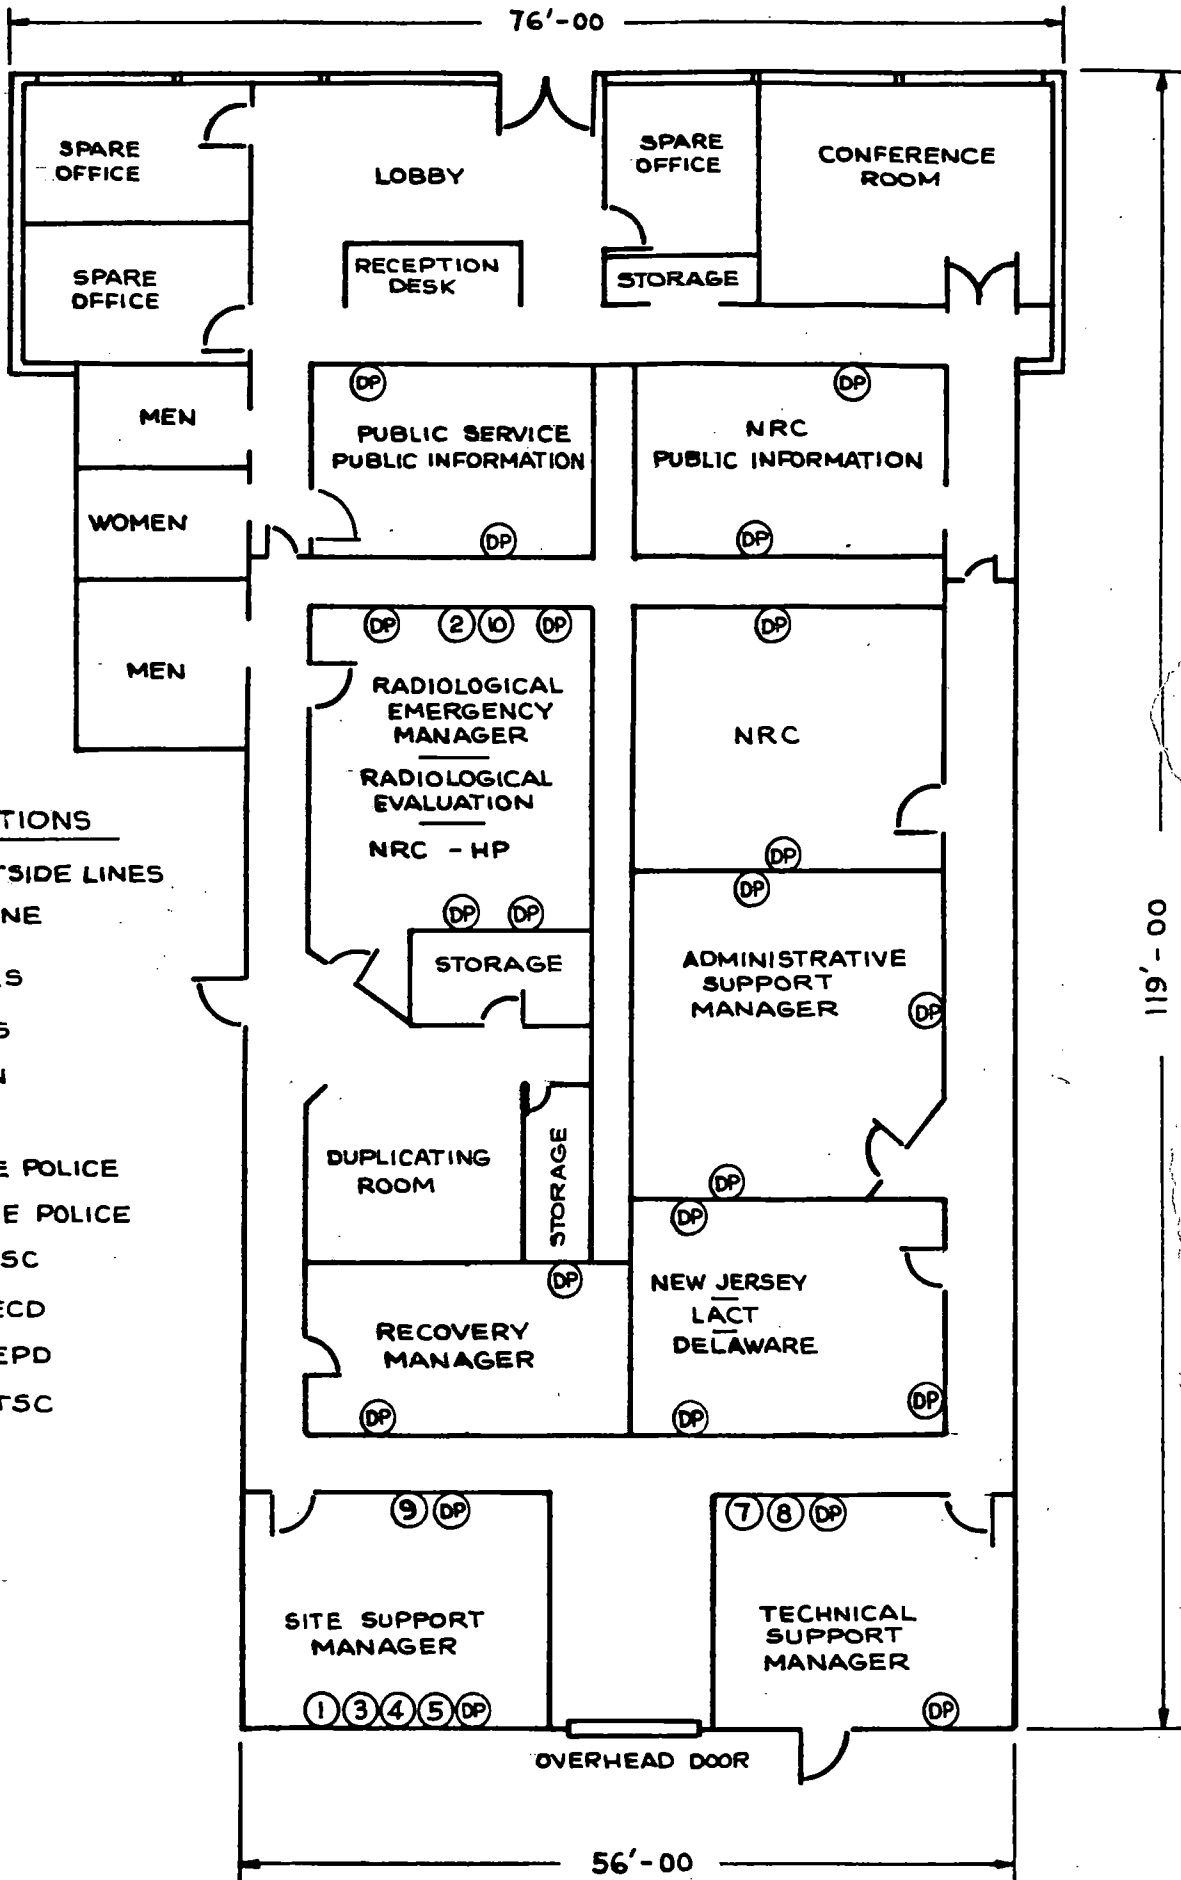 76'-00
SPARE
OFFICE
LOBBY
SPARE
OFFICE
CONFERENCE
ROOM
SPARE
OFFICE
RECEPTION
DESK
STORAGE
MEN
DP
DP
PUBLIC SERVICE
PUBLIC INFORMATION
NRC
PUBLIC INFORMATION
WOMEN
DP
DP
MEN
DP 2 10 DP
DP
RADIOLOGICAL
EMERGENCY
MANAGER
RADIOLOGICAL
EVALUATION
NRC - HP
NRC
DP
DP
DP DP
STORAGE
ADMINISTRATIVE
SUPPORT
MANAGER
DP
119'-00
TIONS
TSIDE LINES
NE
S
S
N
E POLICE
E POLICE
SC
ECD
EPD
TSC
DUPLICATING
ROOM
STORAGE
DP
DP
DP
NEW JERSEY
LACT
DELAWARE
RECOVERY
MANAGER
DP
DP
DP
9 DP
7 8 DP
SITE SUPPORT
MANAGER
TECHNICAL
SUPPORT
MANAGER
1 3 4 5 DP
DP
OVERHEAD DOOR
56'-00